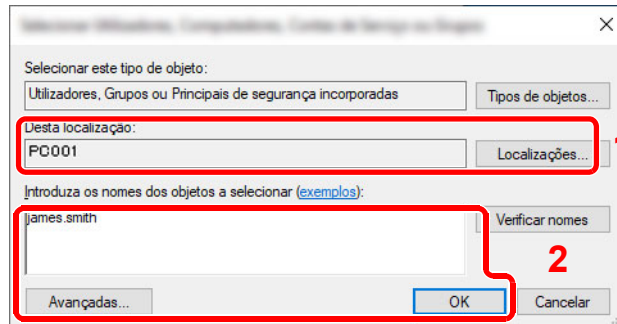 Selecionar Utilizadores, Computadores, Contas de Serviço ou Grupos
Selecionar este tipo de objeto:
Utilizadores, Grupos ou Principais de segurança incorporadas
Tipos de objetos...
Desta localização:
PC001
Localizações...
Introduza os nomes dos objetos a selecionar (exemplos):
james.smith
Verificar nomes
2
Avançadas...
OK
Cancelar